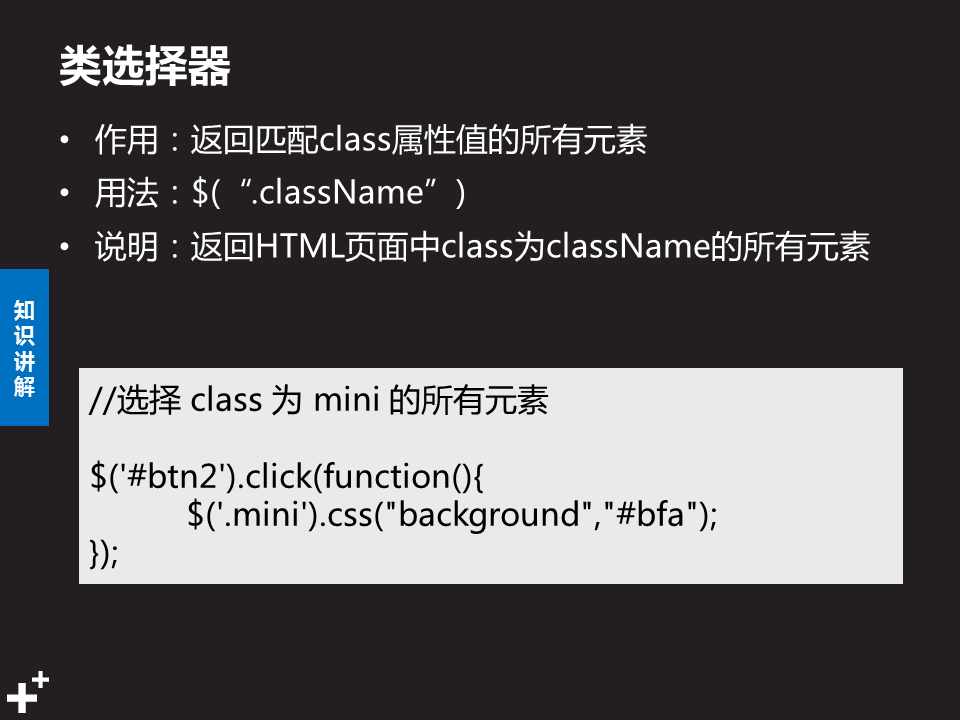 类选择器
• 作用：返回匹配class属性值的所有元素
• 用法：$(“.className”)
• 说明：返回HTML页面中class为className的所有元素
知
识
讲
解
//选择 class 为 mini 的所有元素
$('#btn2').click(function(){
$('.mini').css("background","#bfa");
});